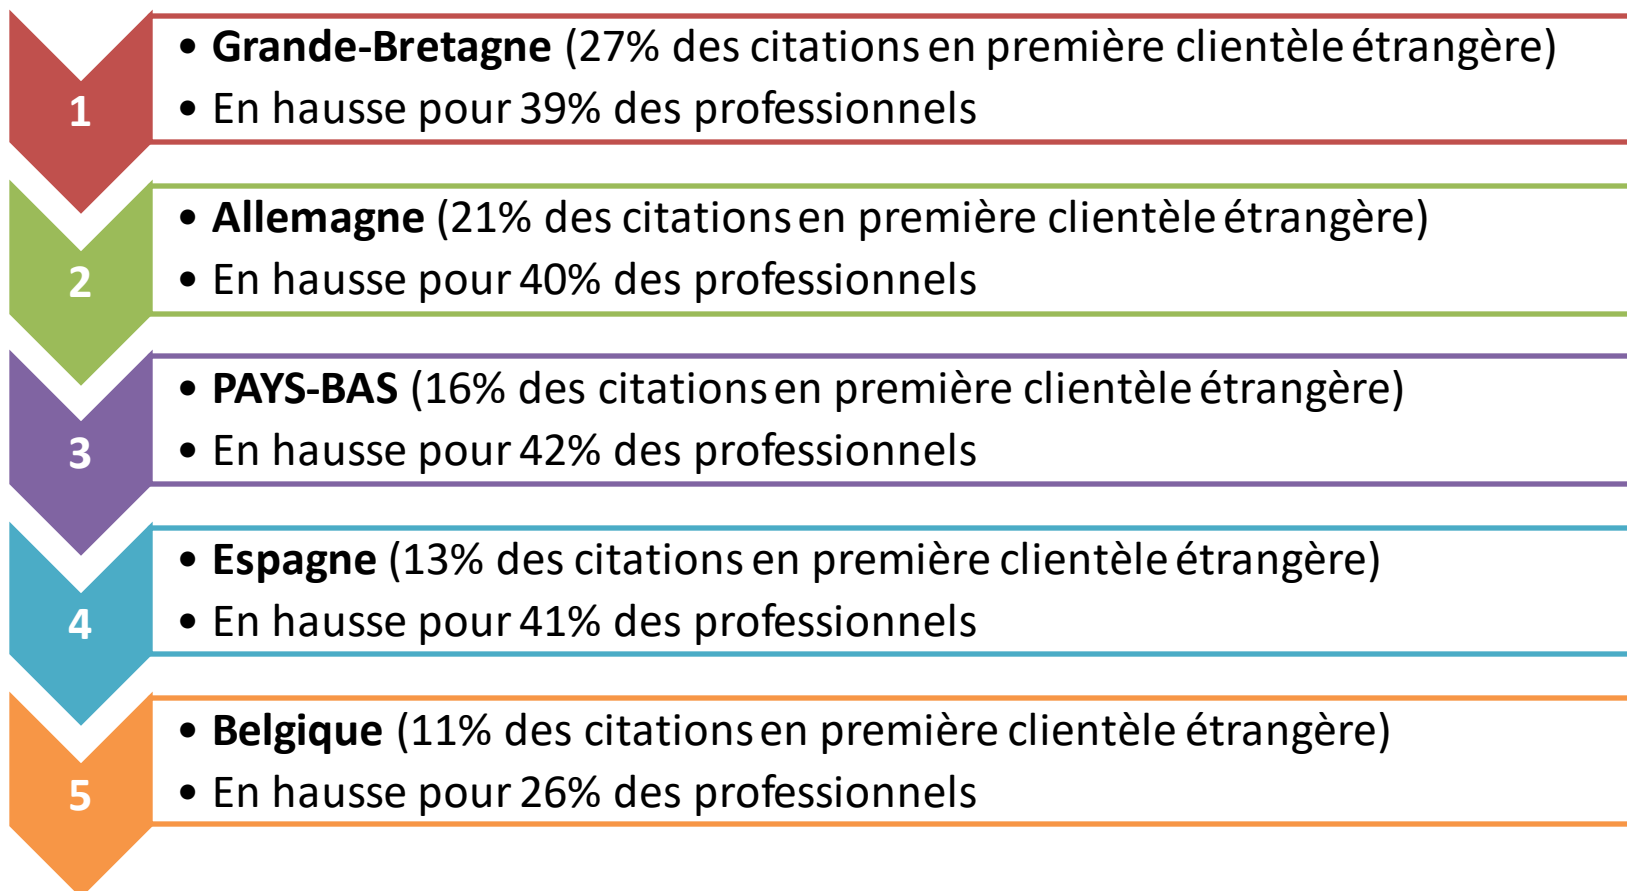 1
• Grande-Bretagne (27% des citations en première clientèle étrangère)
• En hausse pour 39% des professionnels
2
• Allemagne (21% des citations en première clientèle étrangère)
• En hausse pour 40% des professionnels
3
• PAYS-BAS (16% des citations en première clientèle étrangère)
• En hausse pour 42% des professionnels
4
• Espagne (13% des citations en première clientèle étrangère)
• En hausse pour 41% des professionnels
5
• Belgique (11% des citations en première clientèle étrangère)
• En hausse pour 26% des professionnels